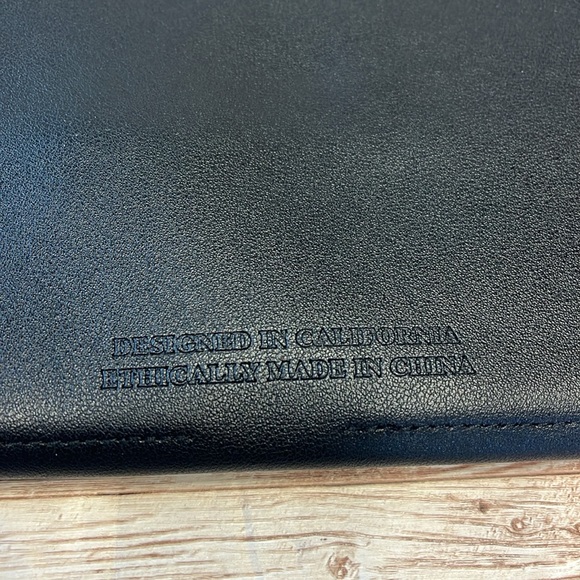 DESIGNED IN CALIFORNIA
ETHICALLY MADE IN CHINA